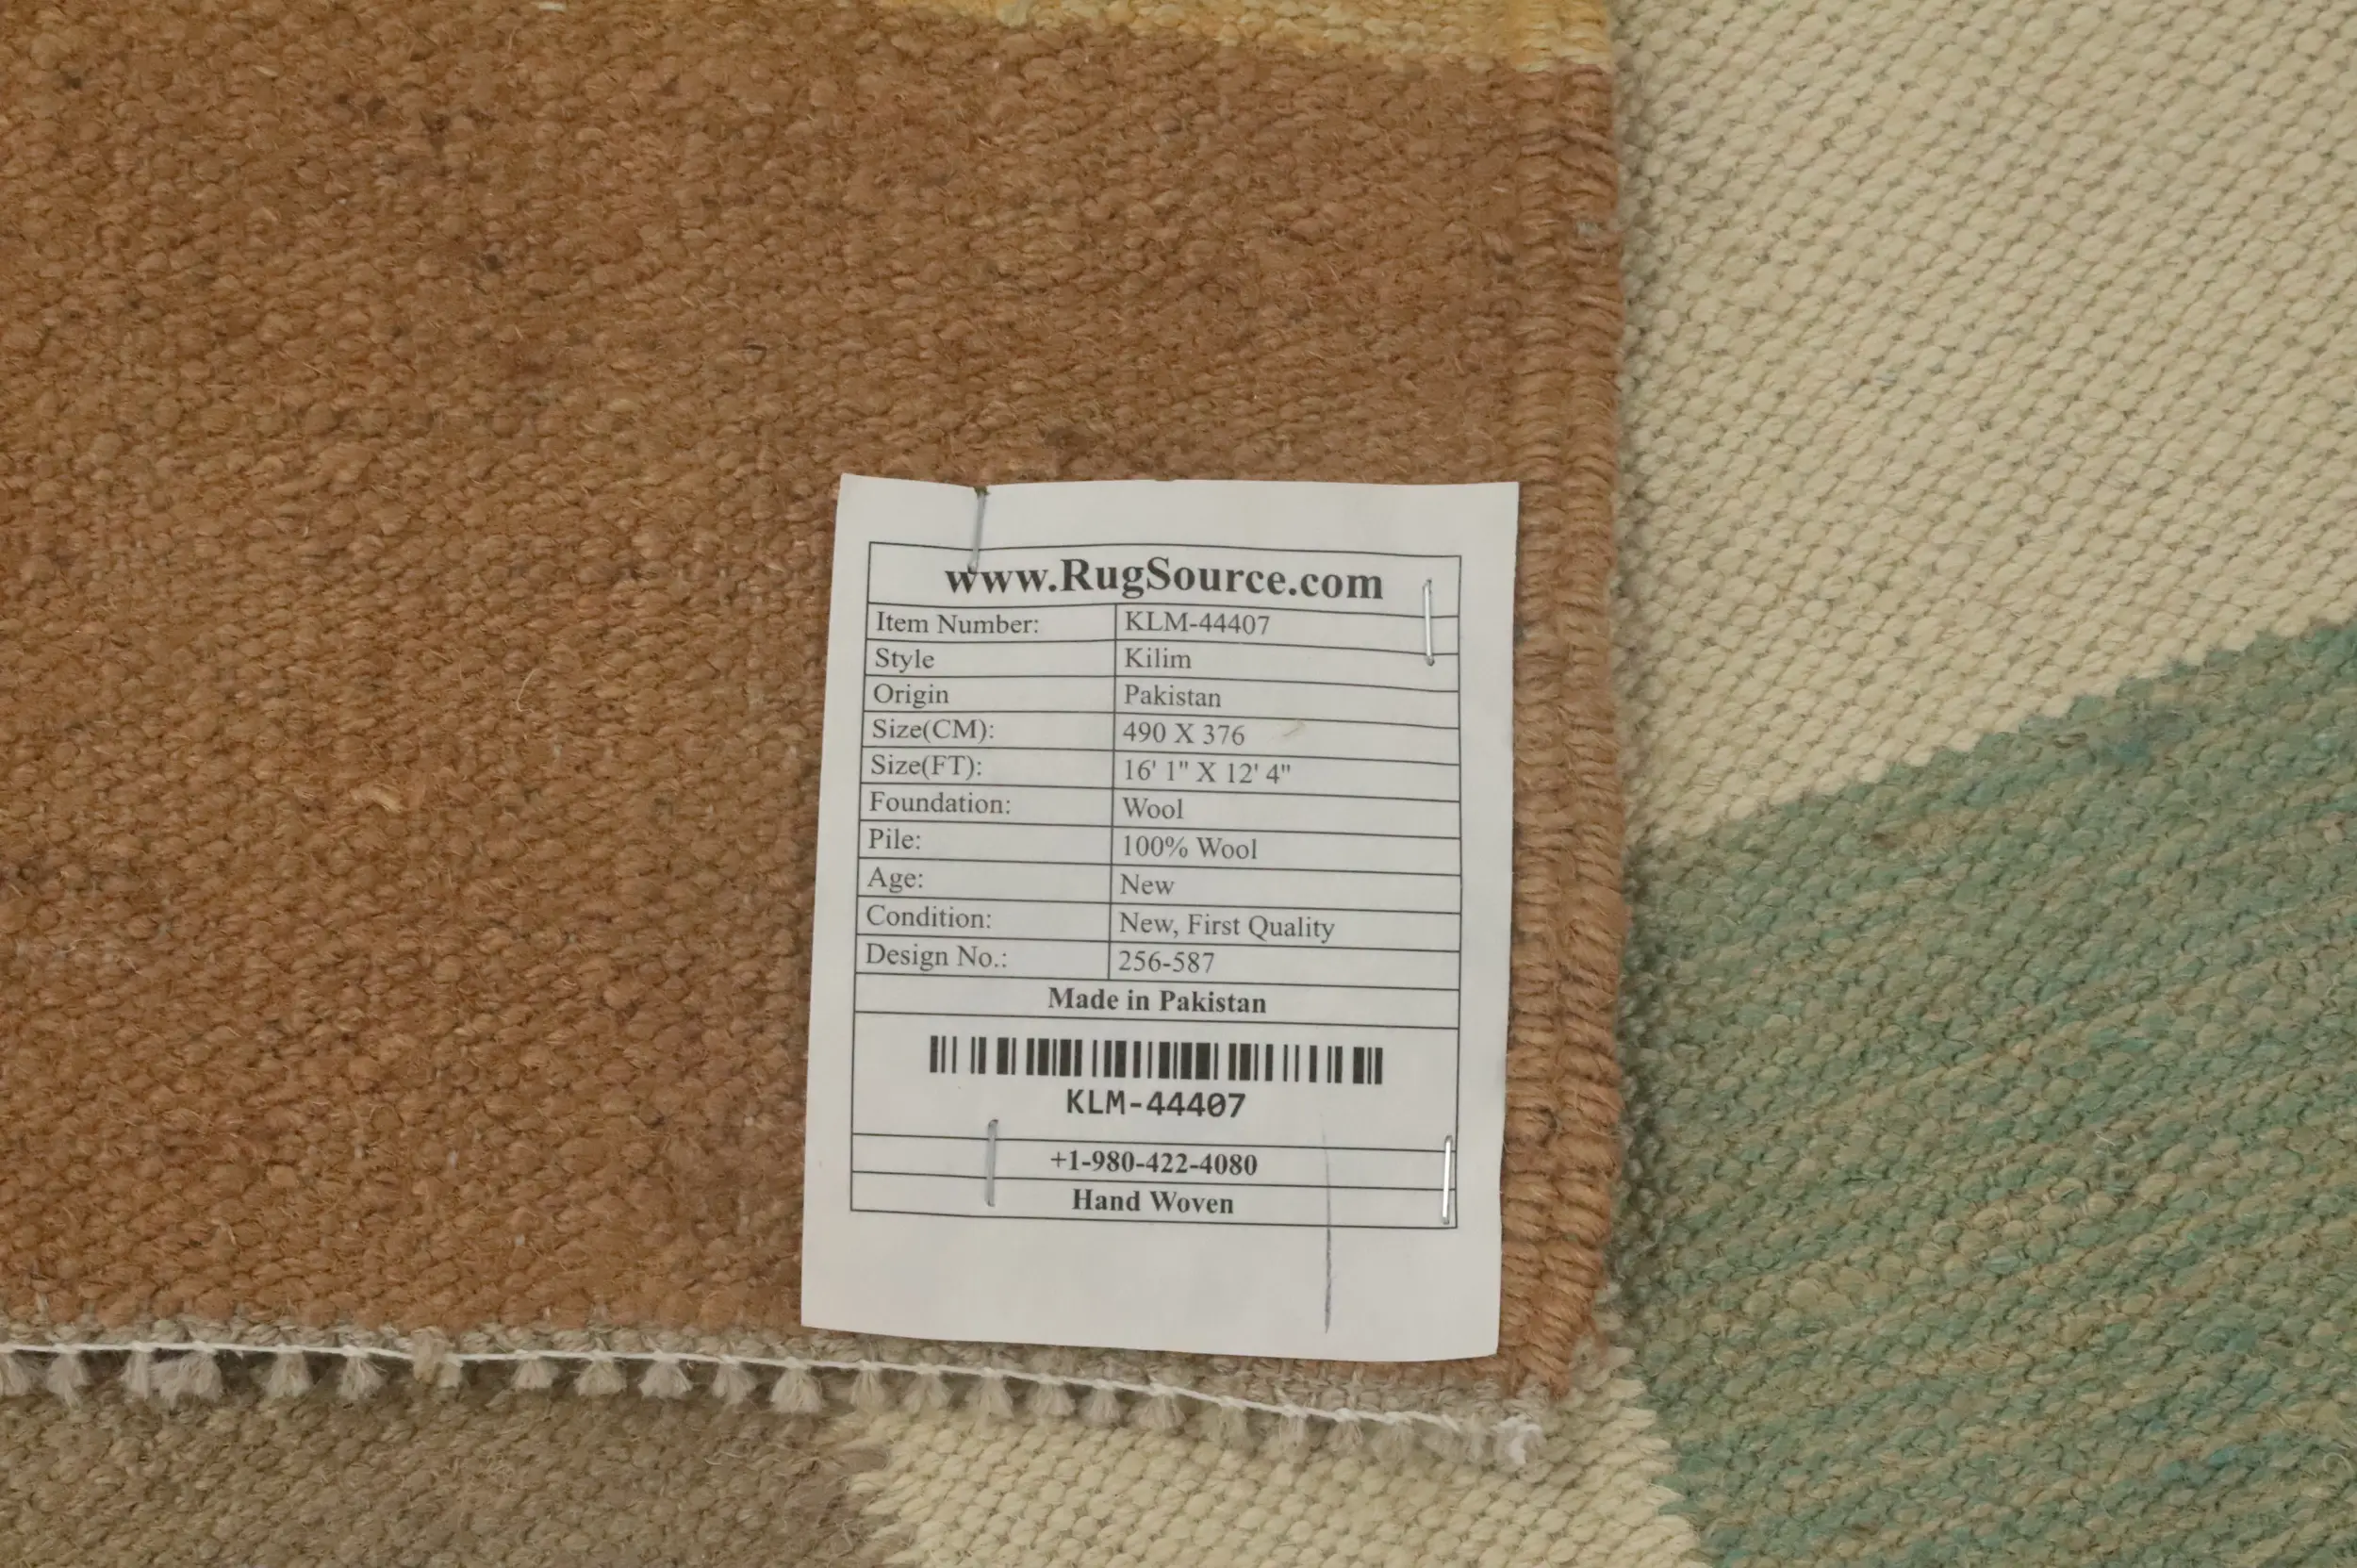 www.RugSource.com
Item Number: KLM-44407
Style Kilim
Origin Pakistan
Size(CM): 490 X 376
Size(FT): 16' 1" X 12' 4"
Foundation: Wool
Pile: 100% Wool
Age: New
Condition: New, First Quality
Design No.: 256-587
Made in Pakistan
KLM-44407
+1-980-422-4080
Hand Woven